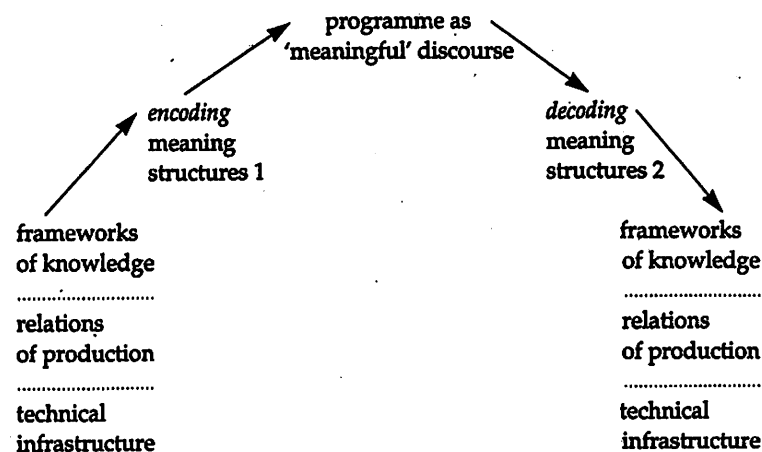 programme as
'meaningful' discourse
encoding
meaning
structures 1
decoding
meaning
structures 2
frameworks
of knowledge
relations
of production
technical
infrastructure
frameworks
of knowledge
relations
of production
technical
infrastructure